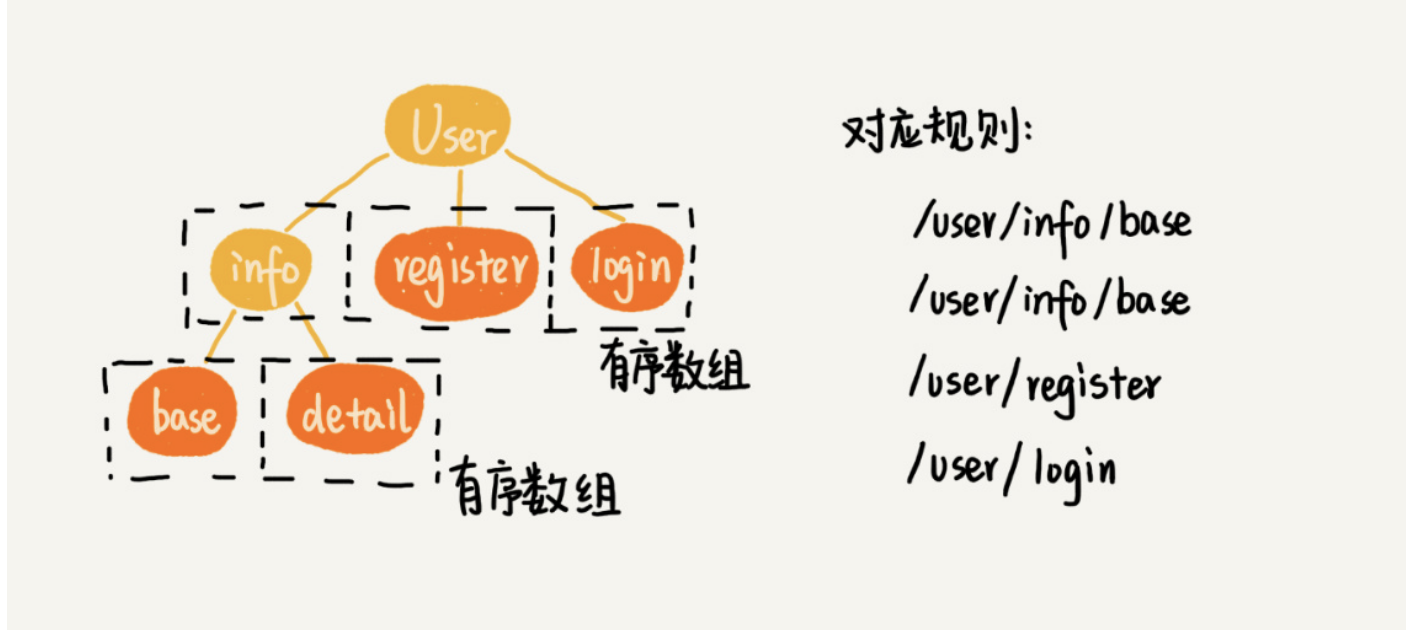 User
对应规则:
info
register
login
/user/info/base
/user/info/base
有序数组
/user/register
base
detail
/user/login
有序数组